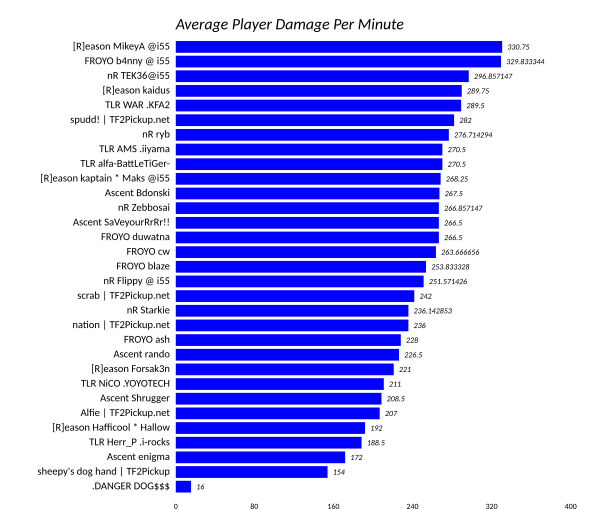 Average Player Damage Per Minute
[R]eason MikeyA @i55 330.75
FROYO b4nny @ i55 329.833344
nR TEK36@i55 296.857147
[R]eason kaidus 289.75
TLR WAR .KFA2 289.5
spudd! | TF2Pickup.net 282
nR ryb 276.714294
TLR AMS .iiyama 270.5
TLR alfa-BattLeTiGer- 270.5
[R]eason kaptain * Maks @i55 268.25
Ascent Bdonski 267.5
nR Zebbosai 266.857147
Ascent SaVeyourRrRr!! 266.5
FROYO duwatna 266.5
FROYO cw 263.666656
FROYO blaze 253.833328
nR Flippy @ i55 251.571426
scrab | TF2Pickup.net 242
nR Starkie 236.142853
nation | TF2Pickup.net 236
FROYO ash 228
Ascent rando 226.5
[R]eason Forsak3n 221
TLR NiCO .YOYOTECH 211
Ascent Shrugger 208.5
Alfie | TF2Pickup.net 207
[R]eason Hafficool * Hallow 192
TLR Herr_P .i-rocks 188.5
Ascent enigma 172
sheepy's dog hand | TF2Pickup 154
.DANGER DOG$$$ 16
0 80 160 240 320 400